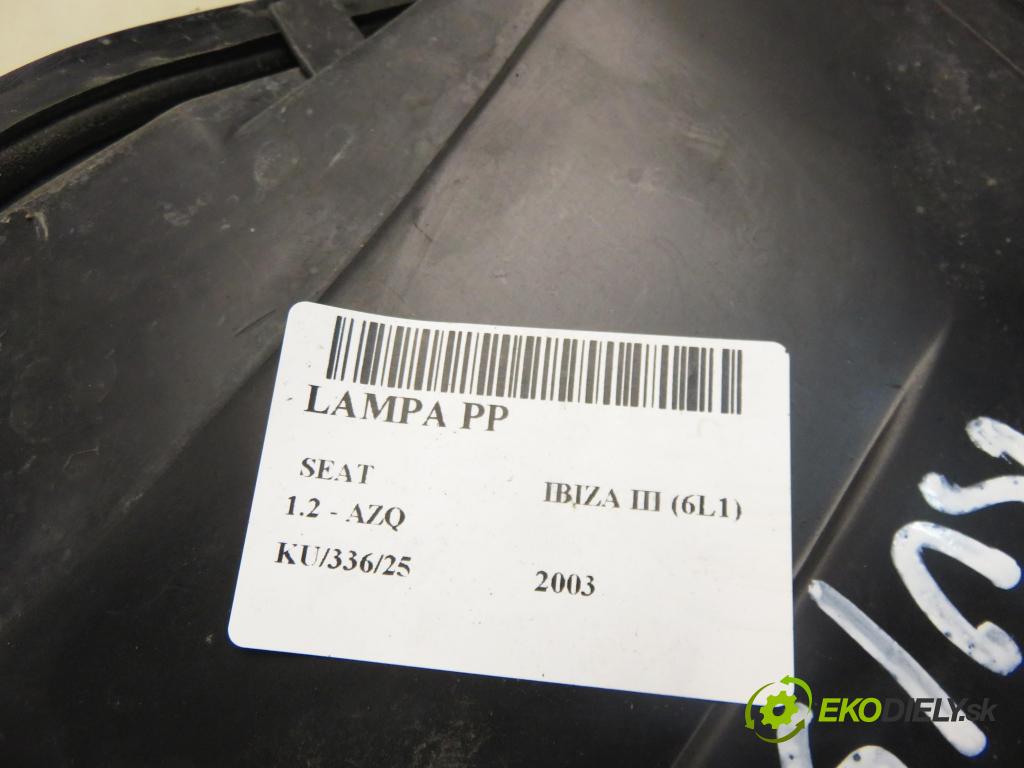 LAMPA PP
SEAT IBIZA III (6L1)
1.2 - AZQ
KU/336/25 2003
EKODIELY.sk